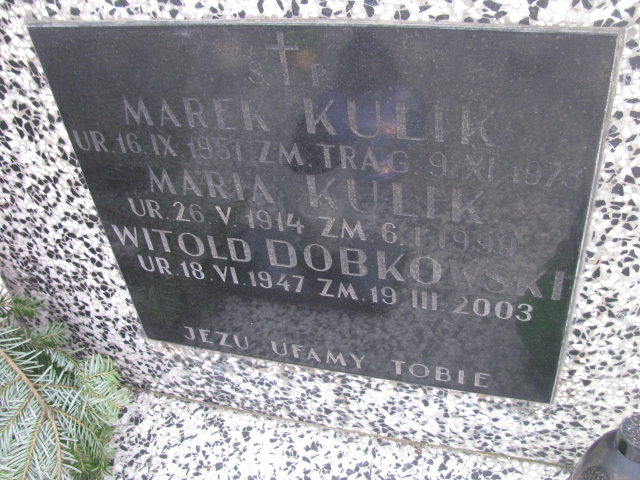 Ś P
MAREK KULIK
UR. 16. IX. 1951 ZM. TRAG 9. XI. 1973
MARIA KULIK
UR. 26 V. 1914 ZM. 6. I. 1999
WITOLD DOBKOWSKI
UR. 18. VI. 1947 ZM. 19 III. 2003
JEZU UFAMY TOBIE